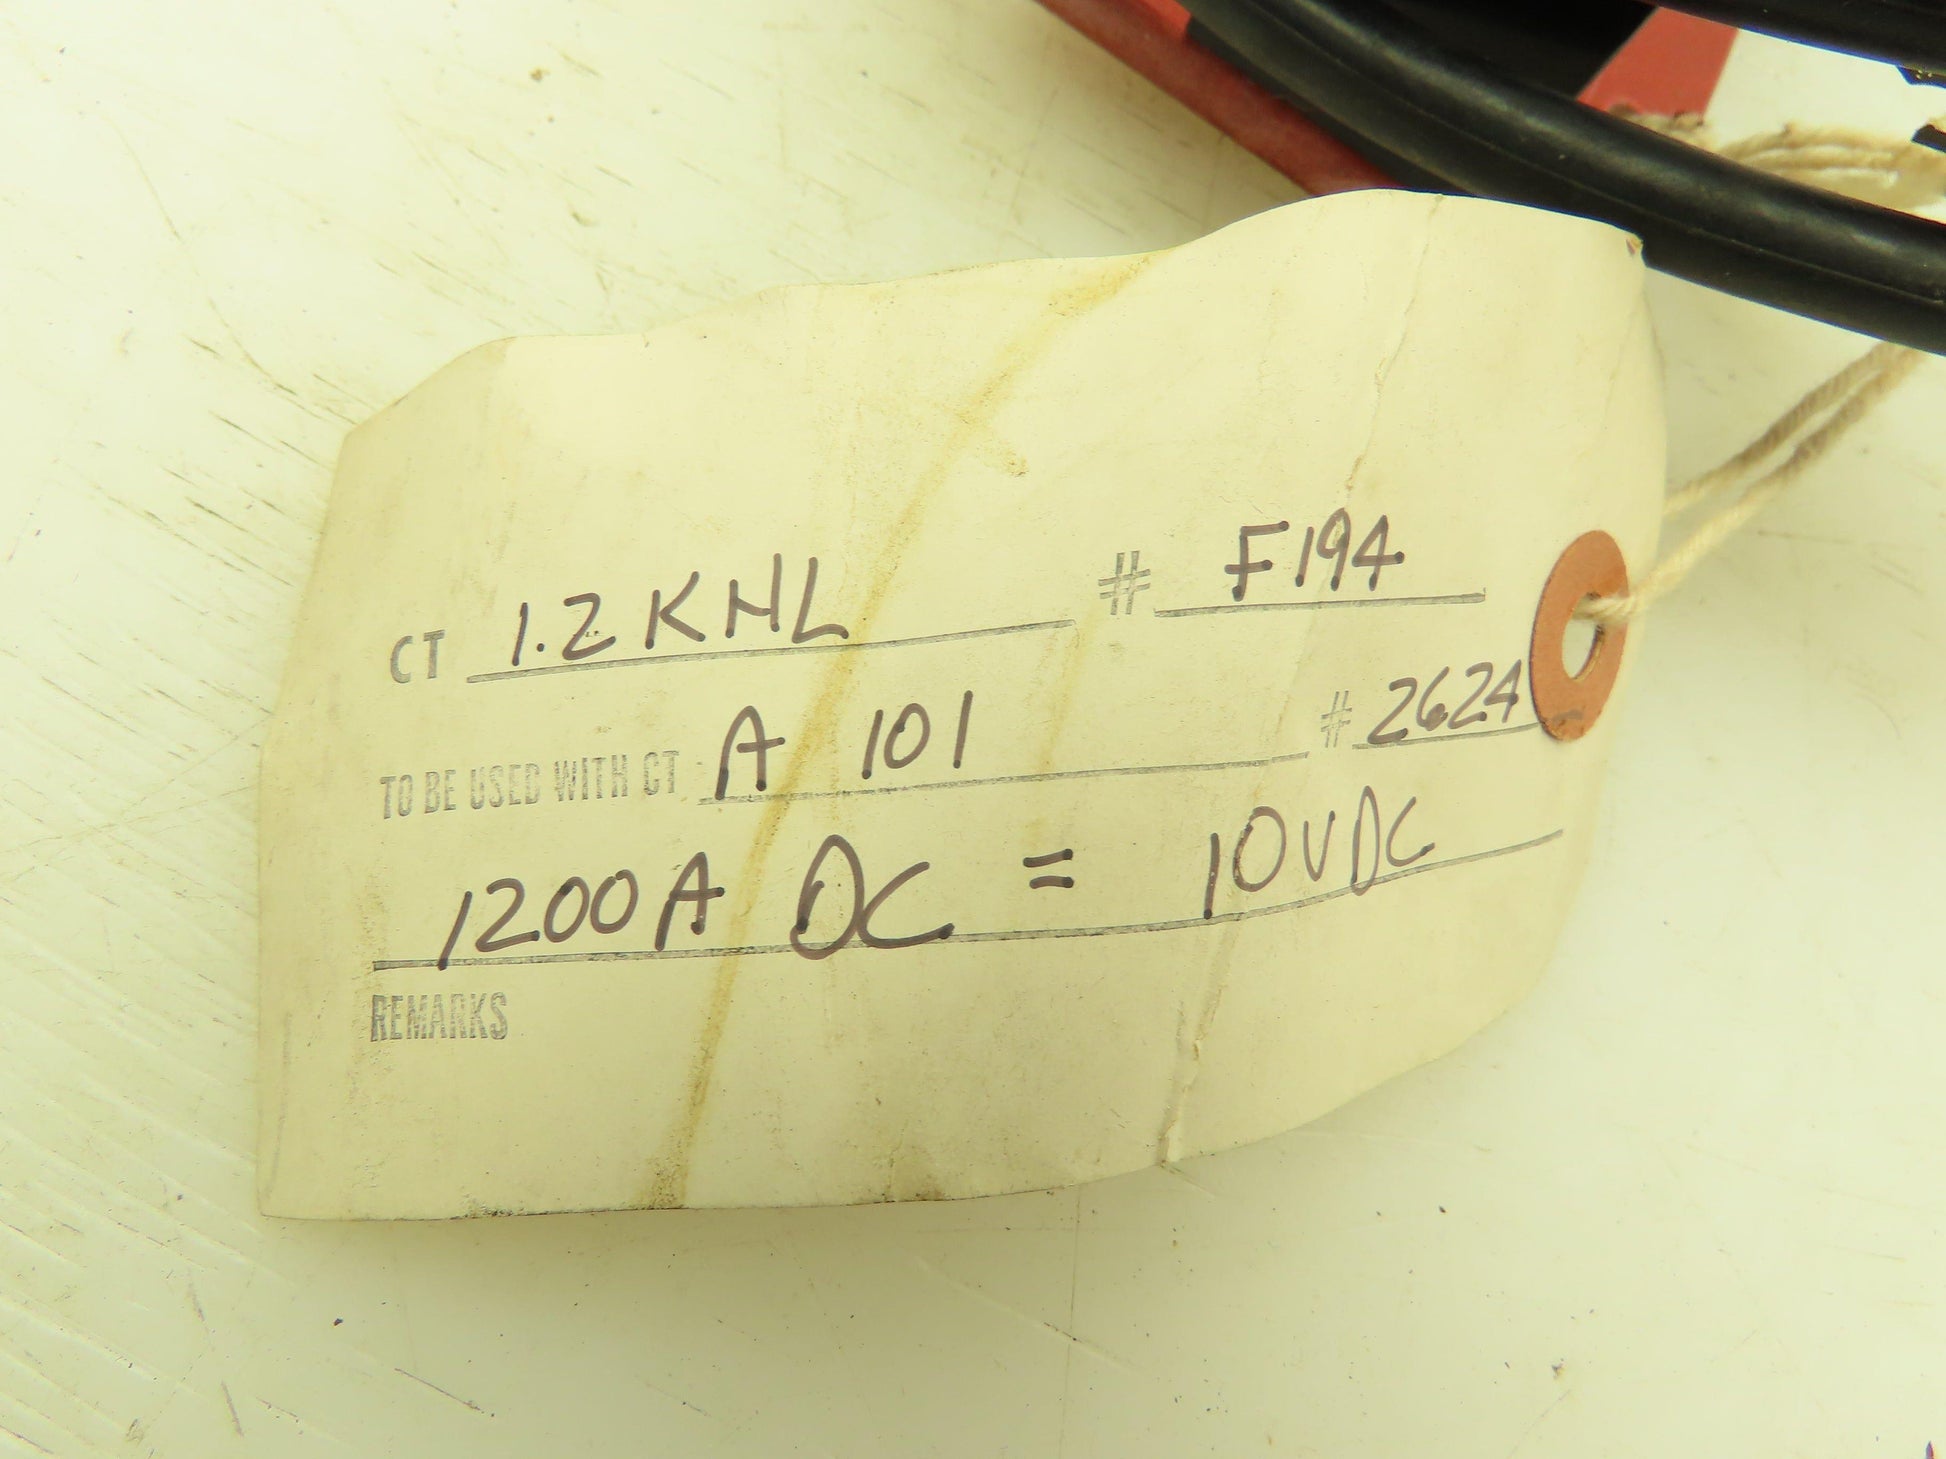 CT 1.2KHL # F194
TO BE USED WITH CT A 101 # 2624
1200A DC = 10VDC
REMARKS